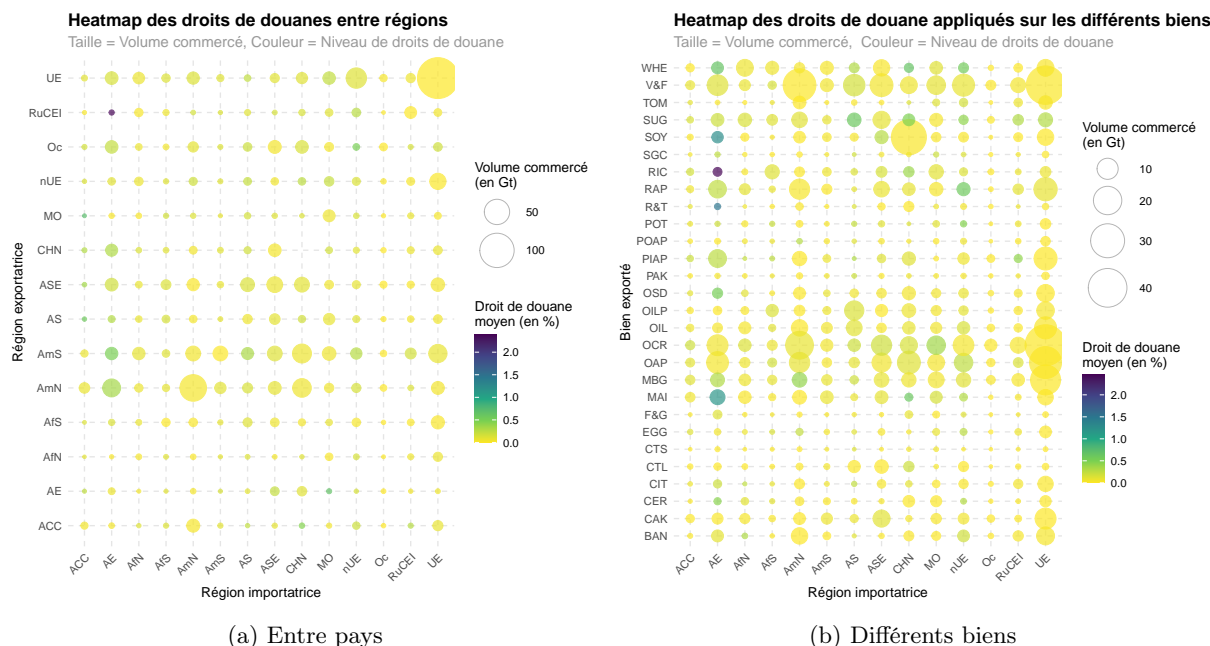 Heatmap des droits de douanes entre régions
Taille = Volume commercé, Couleur = Niveau de droits de douane
Région exportatrice
UE
RuCEI
Oc
nUE
MO
CHN
ASE
AS
AmS
AmN
AfS
AfN
AE
ACC
ACC AE AfN AfS AmN AmS AS ASE CHN MO nUE Oc RuCEI UE
Région importatrice
Volume commercé
(en Gt)
50
100
Droit de douane
moyen (en %)
2.0
1.5
1.0
0.5
0.0
(a) Entre pays
Heatmap des droits de douane appliqués sur les différents biens
Taille = Volume commercé, Couleur = Niveau de droits de douane
Bien exporté
WHE
V&F
TOM
SUG
SOY
SGC
RIC
RAP
R&T
POT
POAP
PIAP
PAK
OSD
OILP
OIL
OCR
OAP
MBG
MAI
F&G
EGG
CTS
CTL
CIT
CER
CAK
BAN
ACC AE AfN AfS AmN AmS AS ASE CHN MO nUE Oc RuCEI UE
Région importatrice
Volume commercé
(en Gt)
10
20
30
40
Droit de douane
moyen (en %)
2.0
1.5
1.0
0.5
0.0
(b) Différents biens